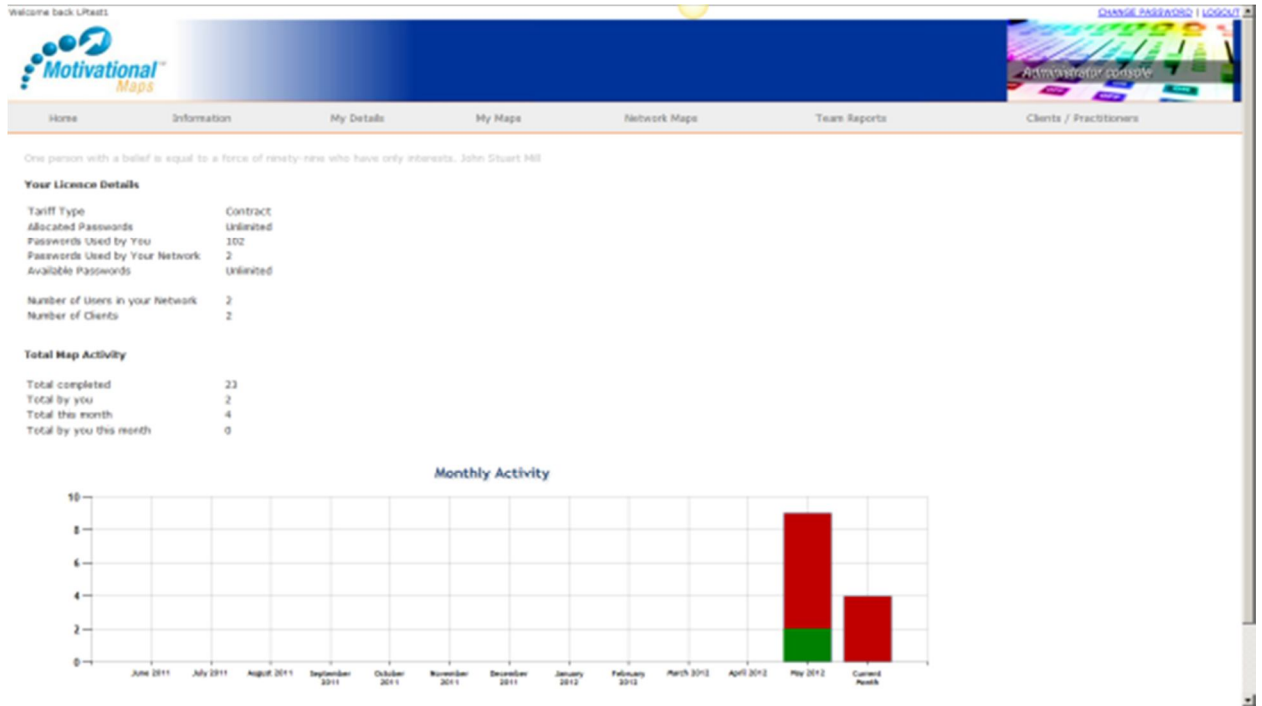 Welcome back LPtest1
CHANGE PASSWORD | LOGOUT
Motivational™
Maps
Administrator console
Home Information My Details My Maps Network Maps Team Reports Clients / Practitioners
One person with a belief is equal to a force of ninety-nine who have only interests. John Stuart Mill
Your Licence Details
Tariff Type Contract
Allocated Passwords Unlimited
Passwords Used by You 102
Passwords Used by Your Network 2
Available Passwords Unlimited
Number of Users in your Network 2
Number of Clients 2
Total Map Activity
Total completed 23
Total by you 2
Total this month 4
Total by you this month 0
Monthly Activity
10
8
6
4
2
0
June 2011 July 2011 August 2011 September 2011 October 2011 November 2011 December 2011 January 2012 February 2012 March 2012 April 2012 May 2012 Current Month